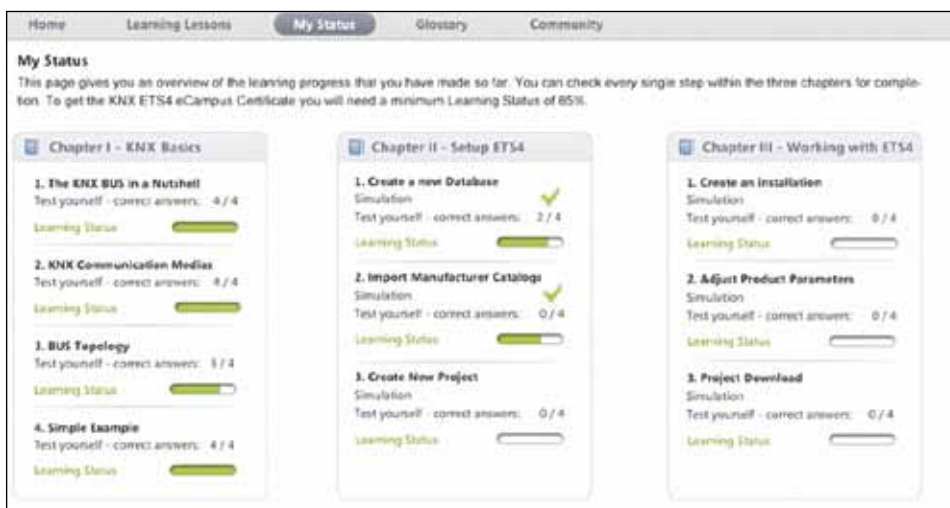 Home Learning Lessons My Status Glossary Community
My Status
This page gives you an overview of the learning progress that you have made so far. You can check every single step within the three chapters for comple-
tion. To get the KNX ETS4 eCampus Certificate you will need a minimum Learning Status of 85%.
Chapter I - KNX Basics
1. The KNX BUS in a Nutshell
Test yourself - correct answers: 4 / 4
Learning Status
2. KNX Communication Medias
Test yourself - correct answers: 4 / 4
Learning Status
3. BUS Topology
Test yourself - correct answers: 3 / 4
Learning Status
4. Simple Example
Test yourself - correct answers: 4 / 4
Learning Status
Chapter II - Setup ETS4
1. Create a new Database
Simulation
Test yourself - correct answers: 2 / 4
Learning Status
2. Import Manufacturer Catalogs
Simulation
Test yourself - correct answers: 0 / 4
Learning Status
3. Create New Project
Simulation
Test yourself - correct answers: 0 / 4
Learning Status
Chapter III - Working with ETS4
1. Create an installation
Simulation
Test yourself - correct answers: 0 / 4
Learning Status
2. Adjust Product Parameters
Simulation
Test yourself - correct answers: 0 / 4
Learning Status
3. Project Download
Simulation
Test yourself - correct answers: 0 / 4
Learning Status